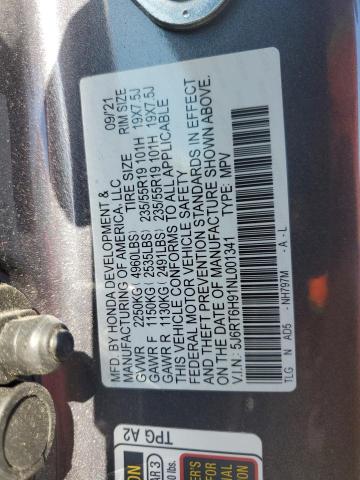 MFD. BY HONDA DEVELOPMENT &
MANUFACTURING OF AMERICA, LLC 09/21
TIRE SIZE RIM SIZE
GVWR 2250KG ( 4960LBS)
GAWR F 1150KG (2535LBS) 235/55R19 101H 19X7.5J
GAWR R 1130KG ( 2491LBS) 235/55R19 101H 19X7.5J
THIS VEHICLE CONFORMS TO ALL APPLICABLE
FEDERAL MOTOR VEHICLE SAFETY
AND THEFT PREVENTION STANDARDS IN EFFECT
ON THE DATE OF MANUFACTURE SHOWN ABOVE.
V.I.N.: 5J6RT6H91NL001341 TYPE: MPV
TLG N AD5 - NH797M - A - L
TPG A2